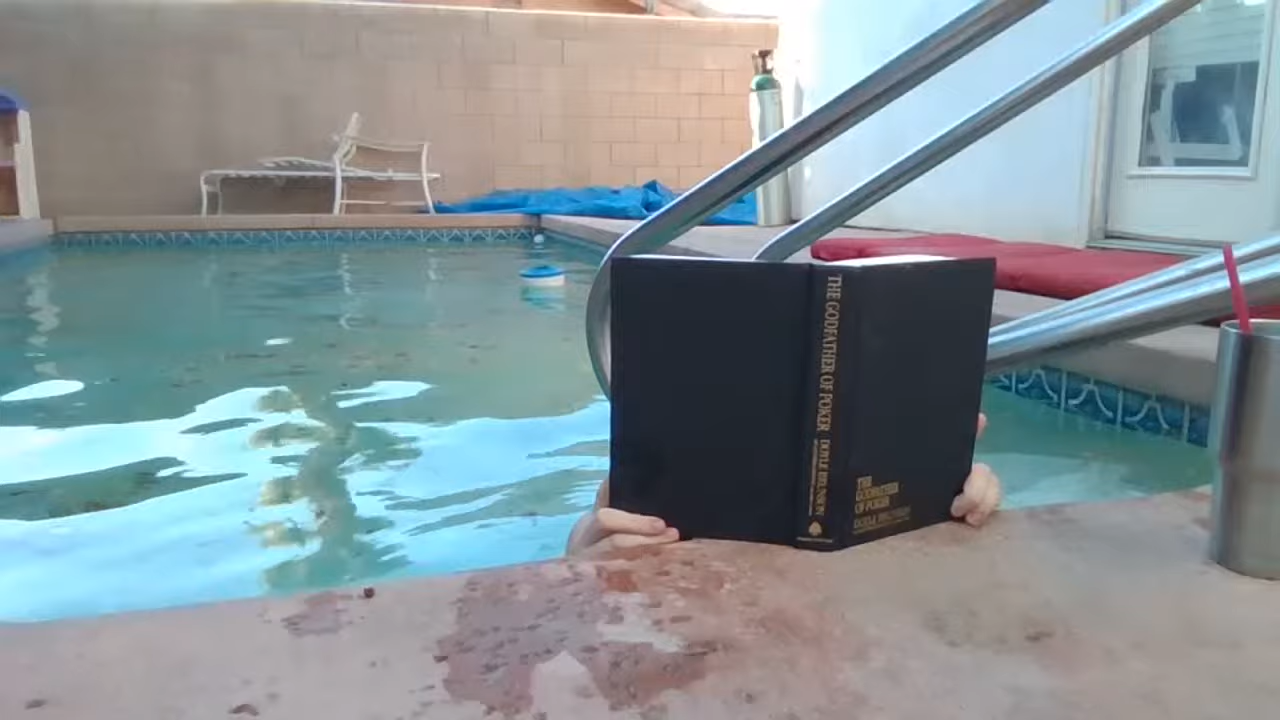 THE GODFATHER OF POKER DOYLE BRUNSON
THE
GODFATHER
OF POKER
DOYLE BRUNSON